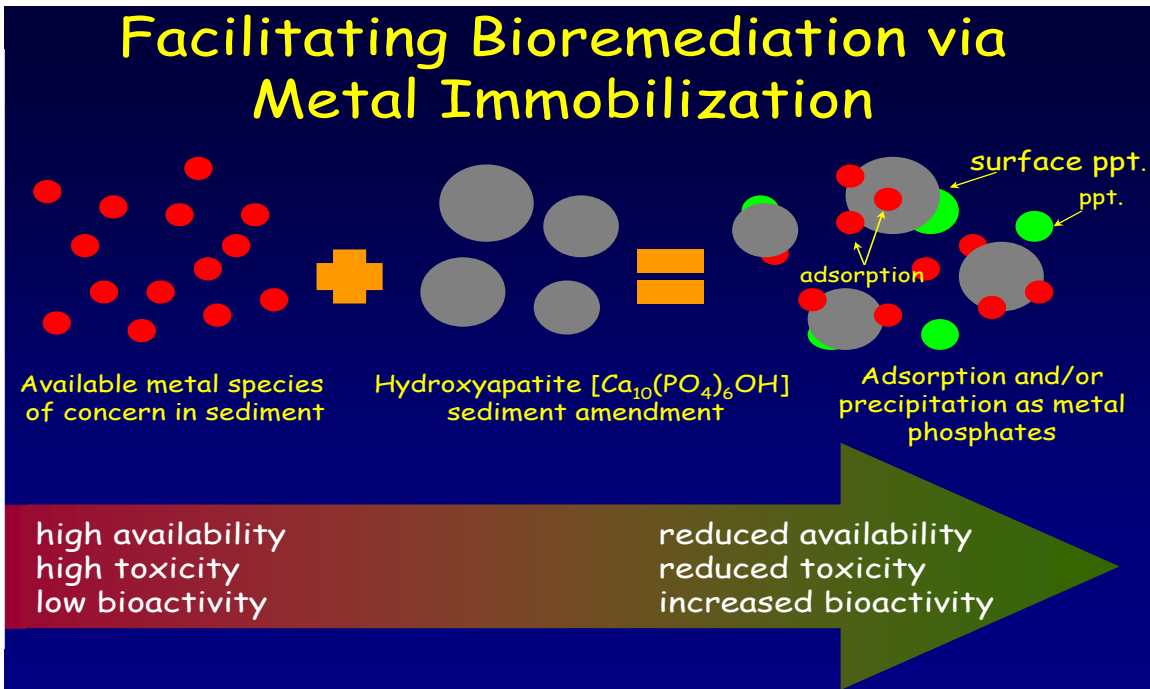 Facilitating Bioremediation via
Metal Immobilization
surface ppt.
ppt.
adsorption
Available metal species
of concern in sediment
Hydroxyapatite [Ca₁₀(PO₄)₆OH]
sediment amendment
Adsorption and/or
precipitation as metal
phosphates
high availability
high toxicity
low bioactivity
reduced availability
reduced toxicity
increased bioactivity